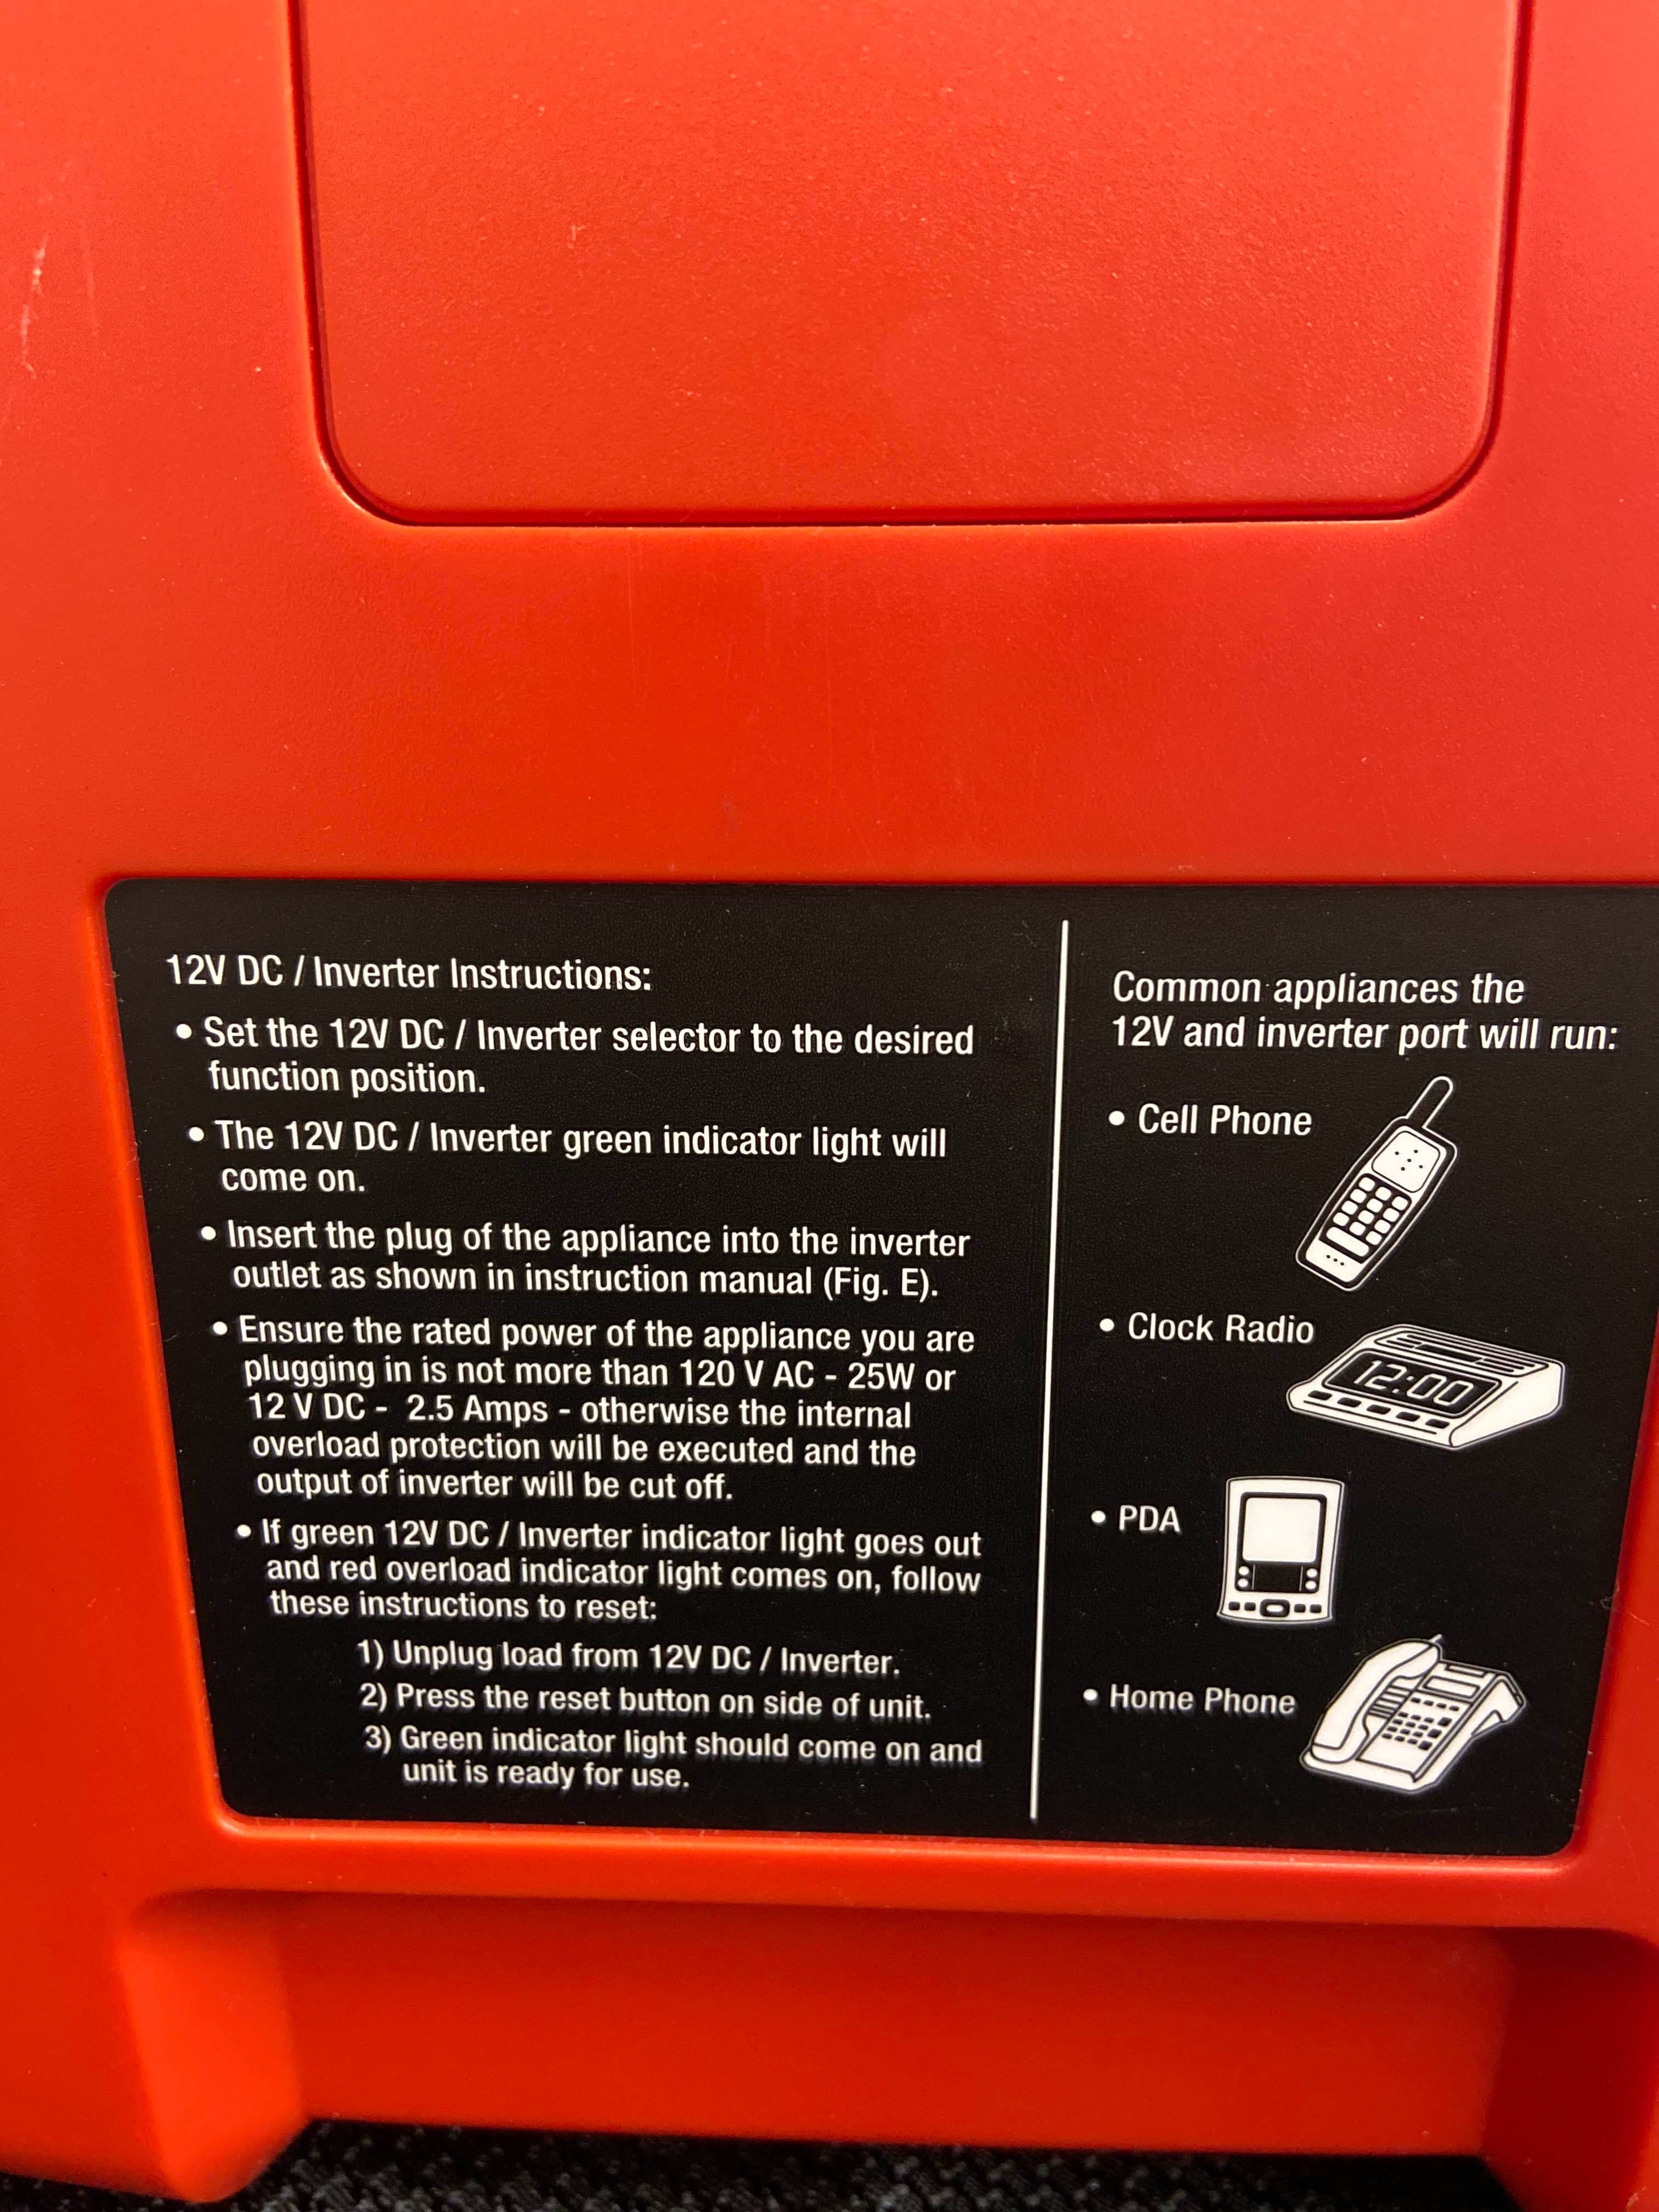 12V DC / Inverter Instructions:
• Set the 12V DC / Inverter selector to the desired
function position.
• The 12V DC / Inverter green indicator light will
come on.
• Insert the plug of the appliance into the inverter
outlet as shown in instruction manual (Fig. E).
• Ensure the rated power of the appliance you are
plugging in is not more than 120 V AC - 25W or
12 V DC - 2.5 Amps - otherwise the internal
overload protection will be executed and the
output of inverter will be cut off.
• If green 12V DC / Inverter indicator light goes out
and red overload indicator light comes on, follow
these instructions to reset:
1) Unplug load from 12V DC / Inverter.
2) Press the reset button on side of unit.
3) Green indicator light should come on and
unit is ready for use.
Common appliances the
12V and inverter port will run:
• Cell Phone
• Clock Radio
12:00
• PDA
• Home Phone